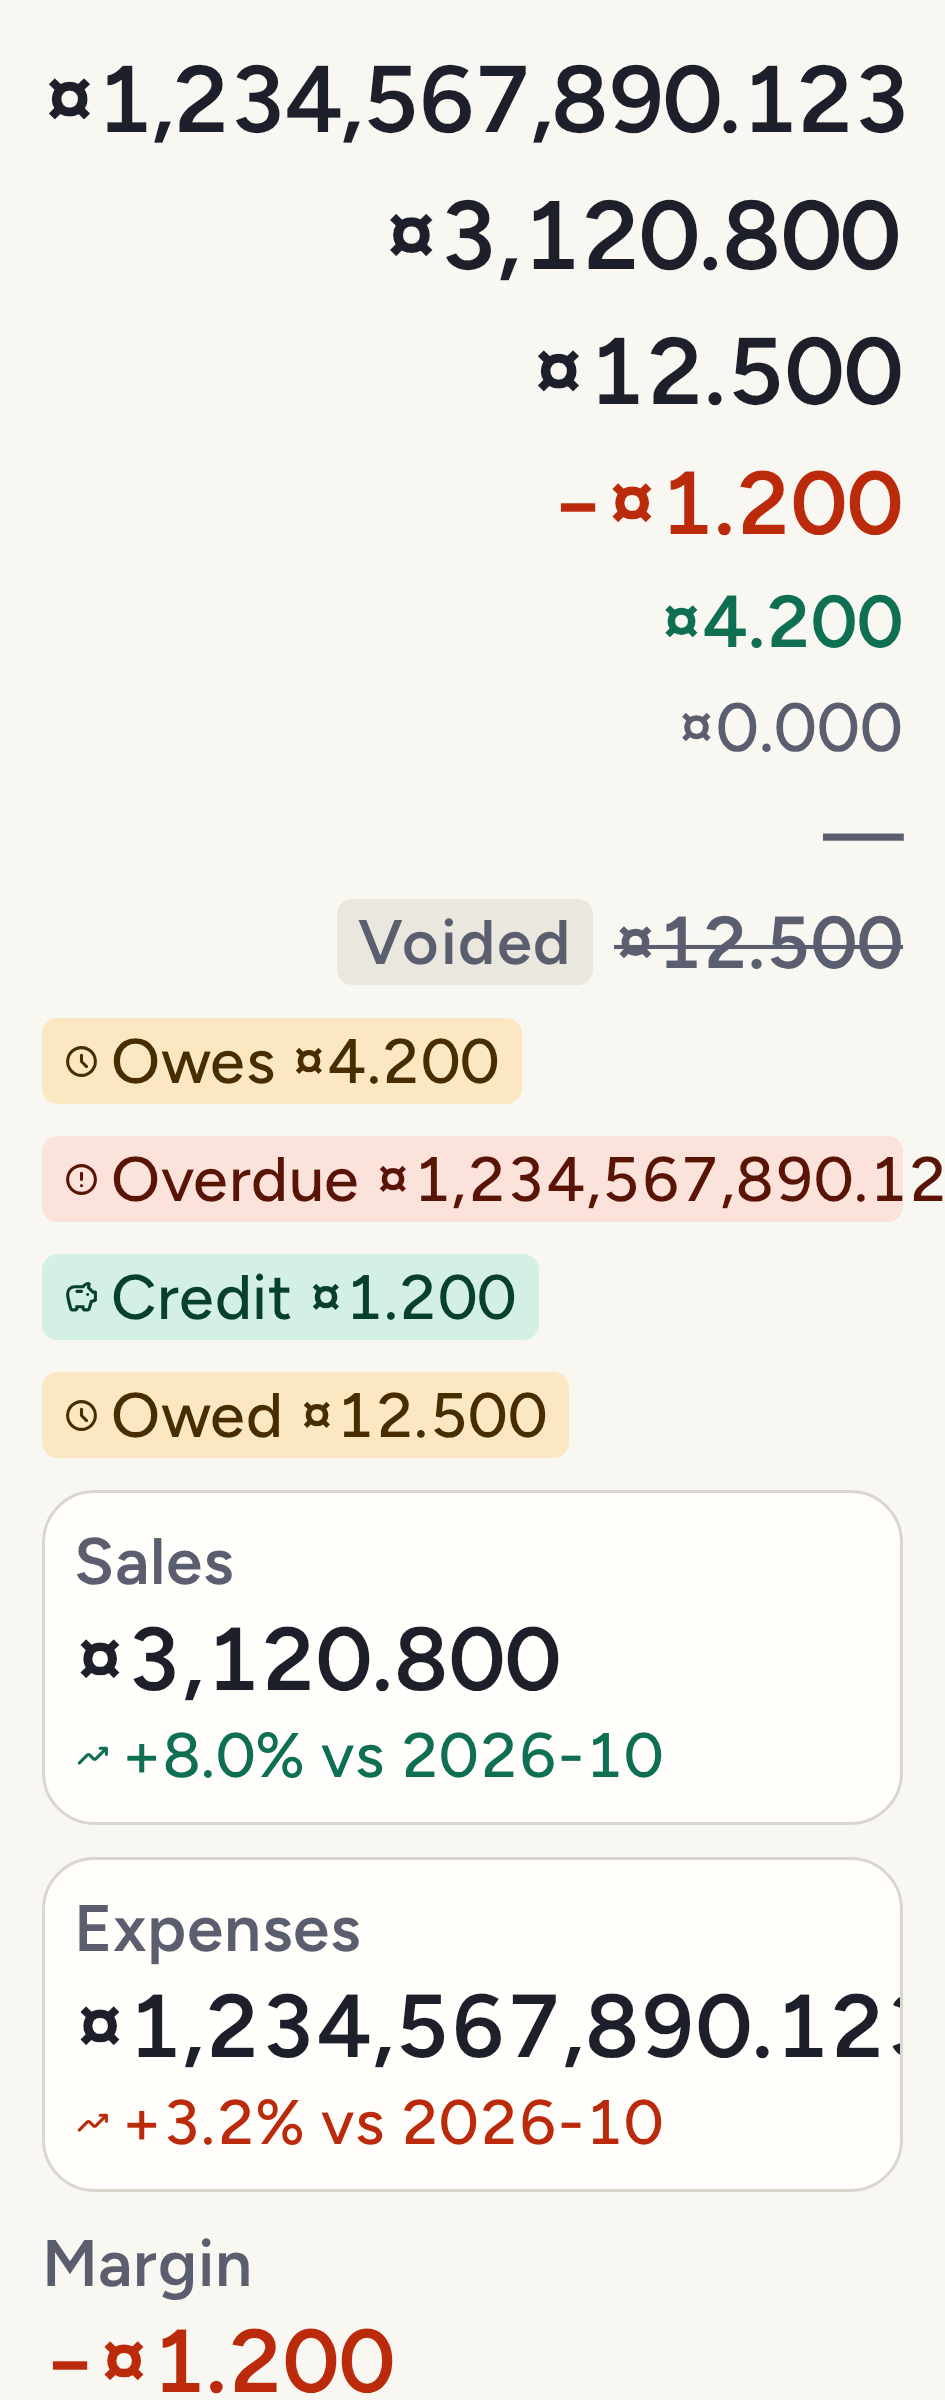 ¤1,234,567,890.123
¤3,120.800
¤12.500
−¤1.200
¤4.200
¤0.000
—
Voided ¤12.500
Owes ¤4.200
Overdue ¤1,234,567,890.12
Credit ¤1.200
Owed ¤12.500
Sales
¤3,120.800
+8.0% vs 2026-10
Expenses
¤1,234,567,890.123
+3.2% vs 2026-10
Margin
−¤1.200